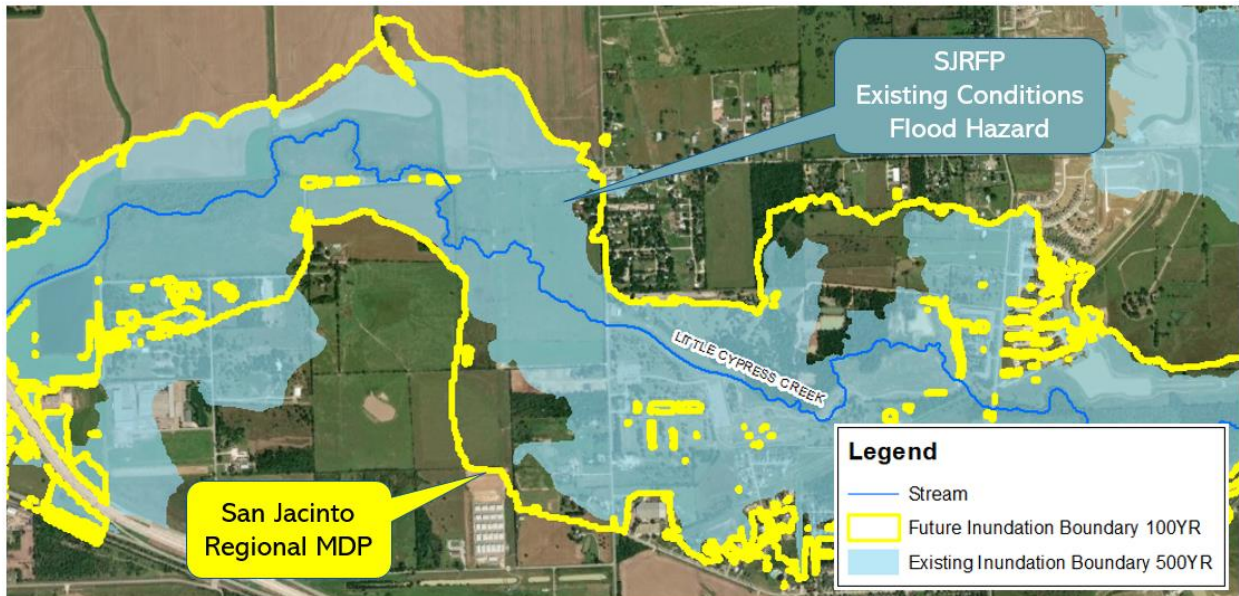 SJRFP
Existing Conditions
Flood Hazard
LITTLE CYPRESS CREEK
San Jacinto
Regional MDP
Legend
Stream
Future Inundation Boundary 100YR
Existing Inundation Boundary 500YR